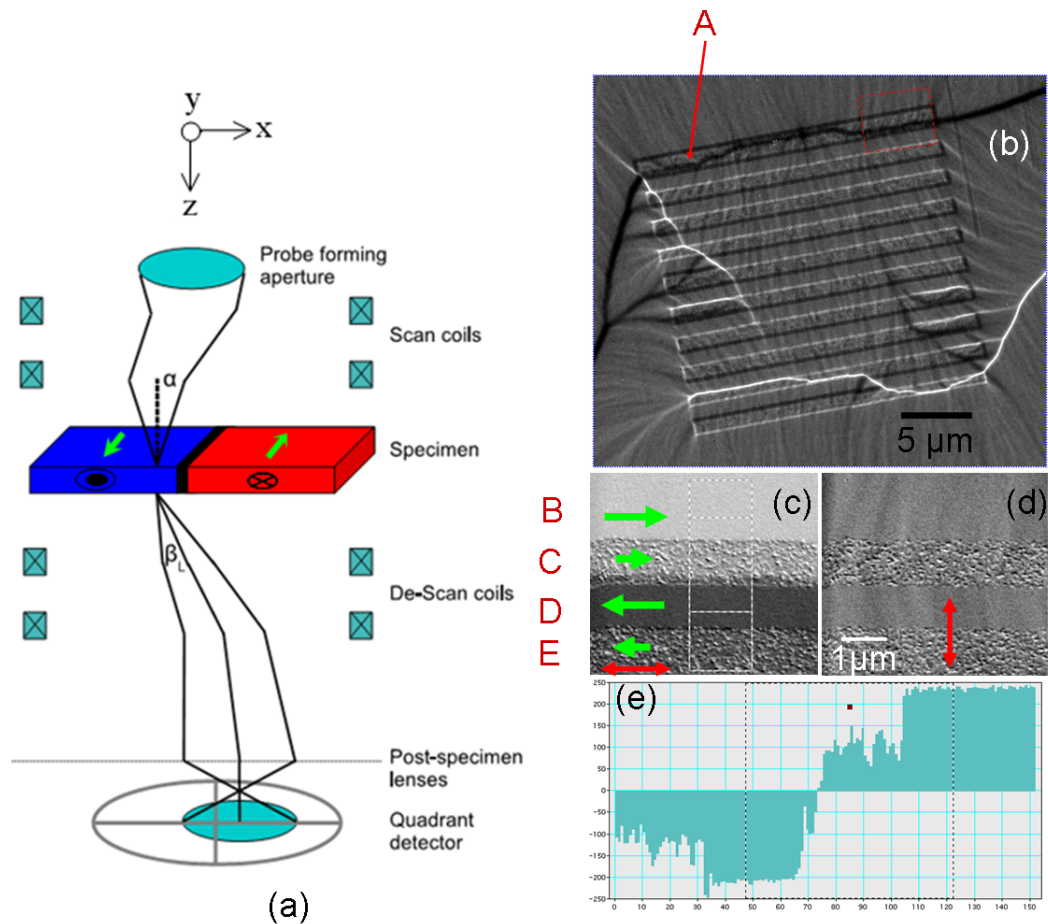 y
x
z
Probe forming
aperture
Scan coils
α
Specimen
β_L
De-Scan coils
Post-specimen
lenses
Quadrant
detector
(a)
A
(b)
5 μm
B
C
D
E
(c)
(d)
1μm
(e)
250
200
150
100
50
0
-50
-100
-150
-200
-250
0 10 20 30 40 50 60 70 80 90 100 110 120 130 140 150